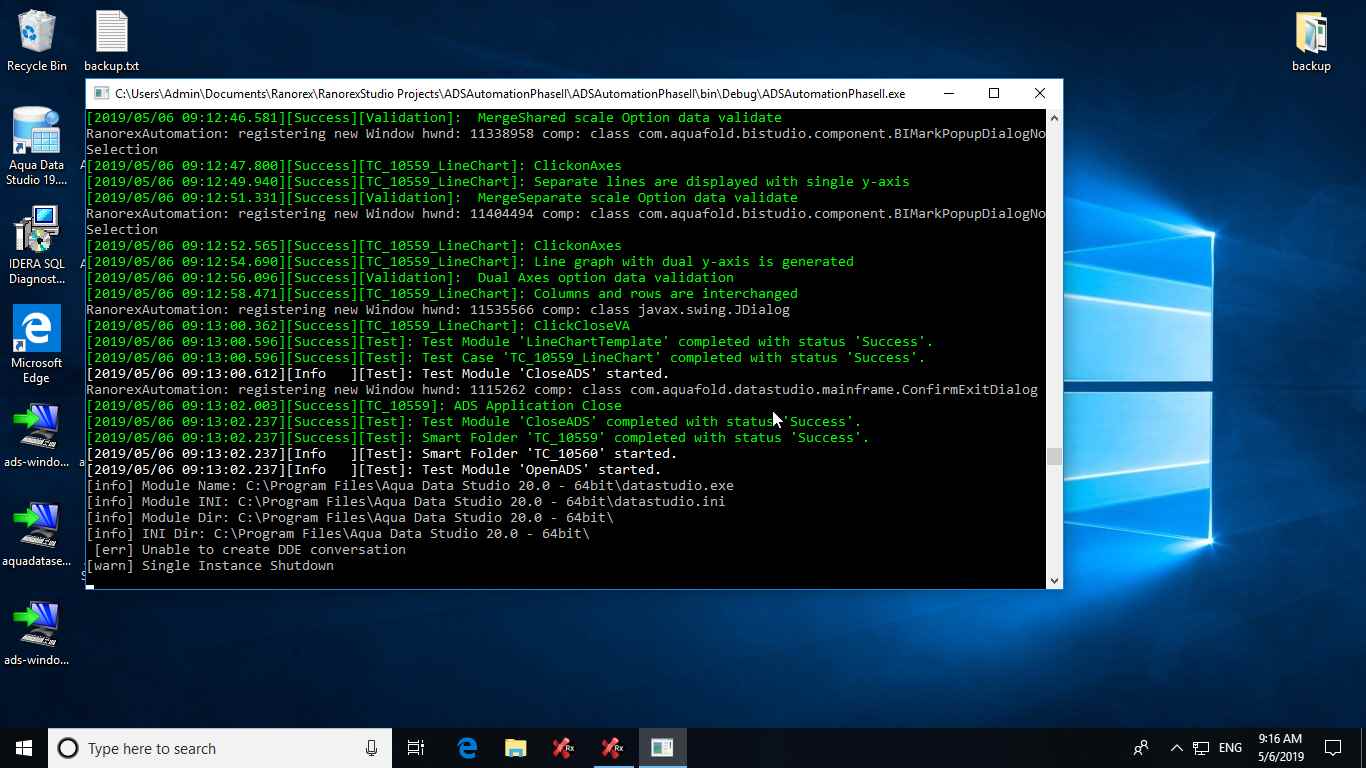 Recycle Bin
backup.txt
backup
C:\Users\Admin\Documents\Ranorex\RanorexStudio Projects\ADSAutomationPhaseII\ADSAutomationPhaseII\bin\Debug\ADSAutomationPhaseII.exe
[2019/05/06 09:12:46.581][Success][Validation]:  MergeShared scale Option data validate
RanorexAutomation: registering new Window hwnd: 11338958 comp: class com.aquafold.bistudio.component.BIMarkPopupDialogNo
Selection
[2019/05/06 09:12:47.800][Success][TC_10559_LineChart]: ClickonAxes
[2019/05/06 09:12:49.940][Success][TC_10559_LineChart]: Separate lines are displayed with single y-axis
[2019/05/06 09:12:51.331][Success][Validation]:  MergeSeparate scale Option data validate
RanorexAutomation: registering new Window hwnd: 11404494 comp: class com.aquafold.bistudio.component.BIMarkPopupDialogNo
Selection
[2019/05/06 09:12:52.565][Success][TC_10559_LineChart]: ClickonAxes
[2019/05/06 09:12:54.690][Success][TC_10559_LineChart]: Line graph with dual y-axis is generated
[2019/05/06 09:12:56.096][Success][Validation]:  Dual Axes option data validation
[2019/05/06 09:12:58.471][Success][TC_10559_LineChart]: Columns and rows are interchanged
RanorexAutomation: registering new Window hwnd: 11535566 comp: class javax.swing.JDialog
[2019/05/06 09:13:00.362][Success][TC_10559_LineChart]: ClickCloseVA
[2019/05/06 09:13:00.596][Success][Test]: Test Module 'LineChartTemplate' completed with status 'Success'.
[2019/05/06 09:13:00.596][Success][Test]: Test Case 'TC_10559_LineChart' completed with status 'Success'.
[2019/05/06 09:13:00.612][Info   ][Test]: Test Module 'CloseADS' started.
RanorexAutomation: registering new Window hwnd: 1115262 comp: class com.aquafold.datastudio.mainframe.ConfirmExitDialog
[2019/05/06 09:13:02.003][Success][TC_10559]: ADS Application Close
[2019/05/06 09:13:02.237][Success][Test]: Test Module 'CloseADS' completed with status 'Success'.
[2019/05/06 09:13:02.237][Success][Test]: Smart Folder 'TC_10559' completed with status 'Success'.
[2019/05/06 09:13:02.237][Info   ][Test]: Smart Folder 'TC_10560' started.
[2019/05/06 09:13:02.237][Info   ][Test]: Test Module 'OpenADS' started.
[info] Module Name: C:\Program Files\Aqua Data Studio 20.0 - 64bit\datastudio.exe
[info] Module INI: C:\Program Files\Aqua Data Studio 20.0 - 64bit\datastudio.ini
[info] Module Dir: C:\Program Files\Aqua Data Studio 20.0 - 64bit\
[info] INI Dir: C:\Program Files\Aqua Data Studio 20.0 - 64bit\
 [err] Unable to create DDE conversation
[warn] Single Instance Shutdown
Aqua Data
Studio 19....
IDERA SQL
Diagnost...
Microsoft
Edge
ads-windo...
aquadatase...
ads-windo...
Type here to search
Rx
Rx
ENG
9:16 AM
5/6/2019